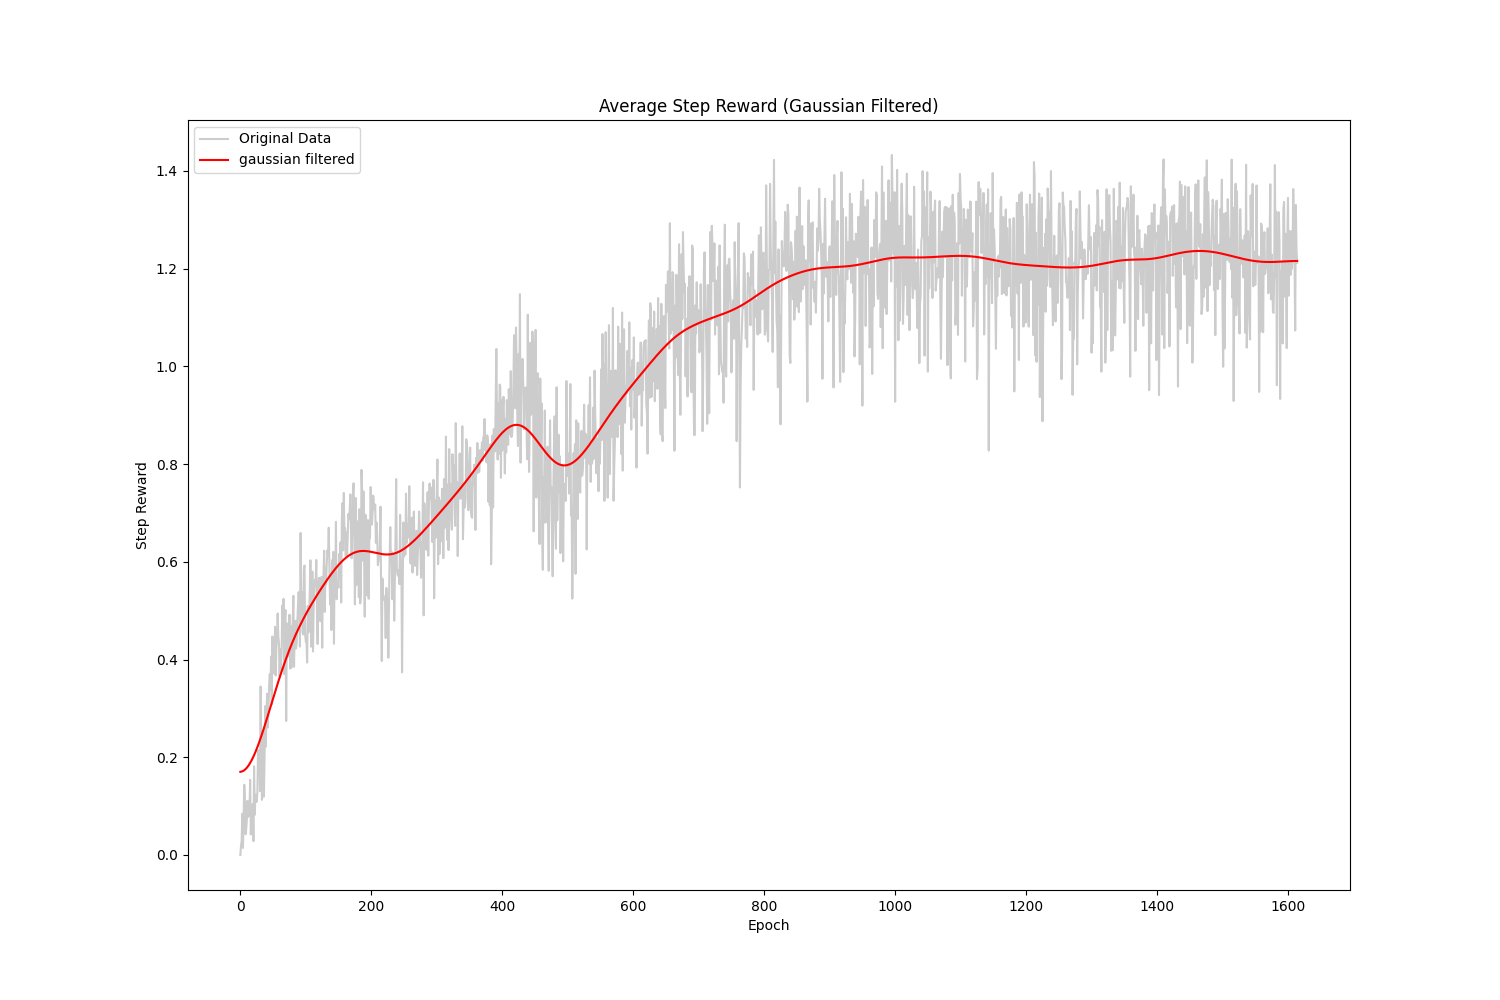 Average Step Reward (Gaussian Filtered)
Original Data
gaussian filtered
1.4
1.2
1.0
0.8
0.6
0.4
0.2
0.0
Step Reward
0 200 400 600 800 1000 1200 1400 1600
Epoch